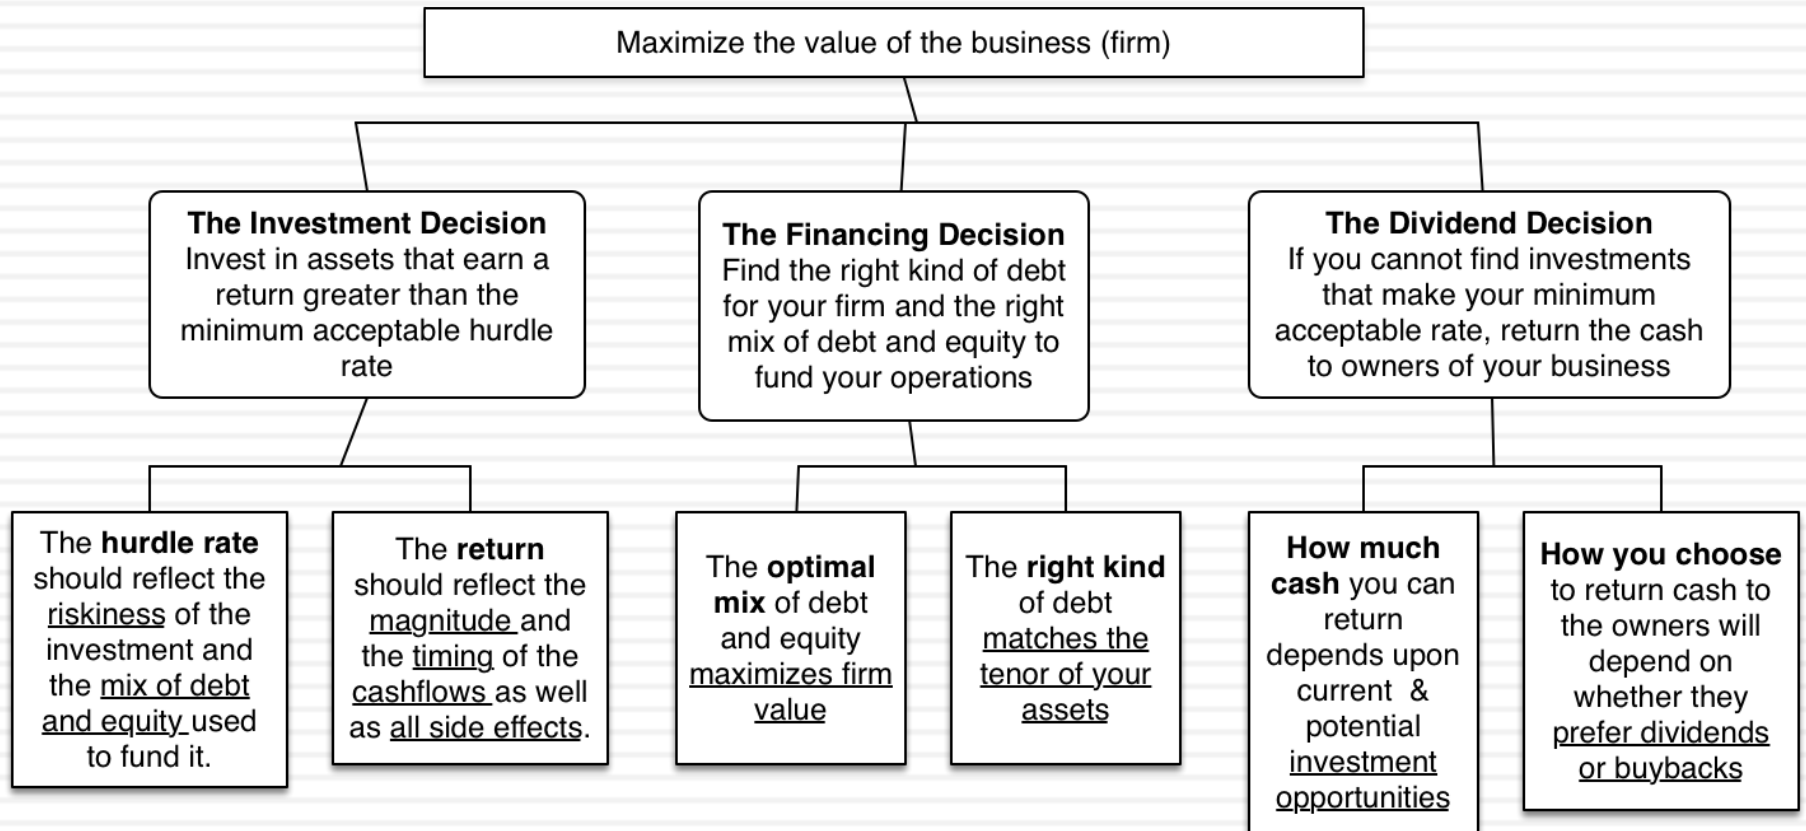 Maximize the value of the business (firm)
The Investment Decision
Invest in assets that earn a
return greater than the
minimum acceptable hurdle
rate
The Financing Decision
Find the right kind of debt
for your firm and the right
mix of debt and equity to
fund your operations
The Dividend Decision
If you cannot find investments
that make your minimum
acceptable rate, return the cash
to owners of your business
The hurdle rate
should reflect the
riskiness of the
investment and
the mix of debt
and equity used
to fund it.
The return
should reflect the
magnitude and
the timing of the
cashflows as well
as all side effects.
The optimal
mix of debt
and equity
maximizes firm
value
The right kind
of debt
matches the
tenor of your
assets
How much
cash you can
return
depends upon
current &
potential
investment
opportunities
How you choose
to return cash to
the owners will
depend on
whether they
prefer dividends
or buybacks